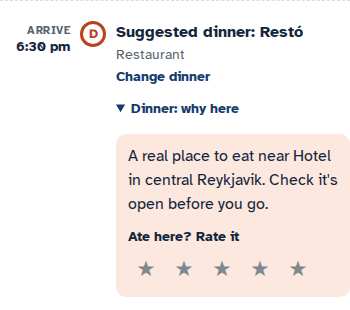 ARRIVE
6:30 pm
D
Suggested dinner: Restó
Restaurant
Change dinner
▼ Dinner: why here
A real place to eat near Hotel
in central Reykjavik. Check it's
open before you go.
Ate here? Rate it
★ ★ ★ ★ ★